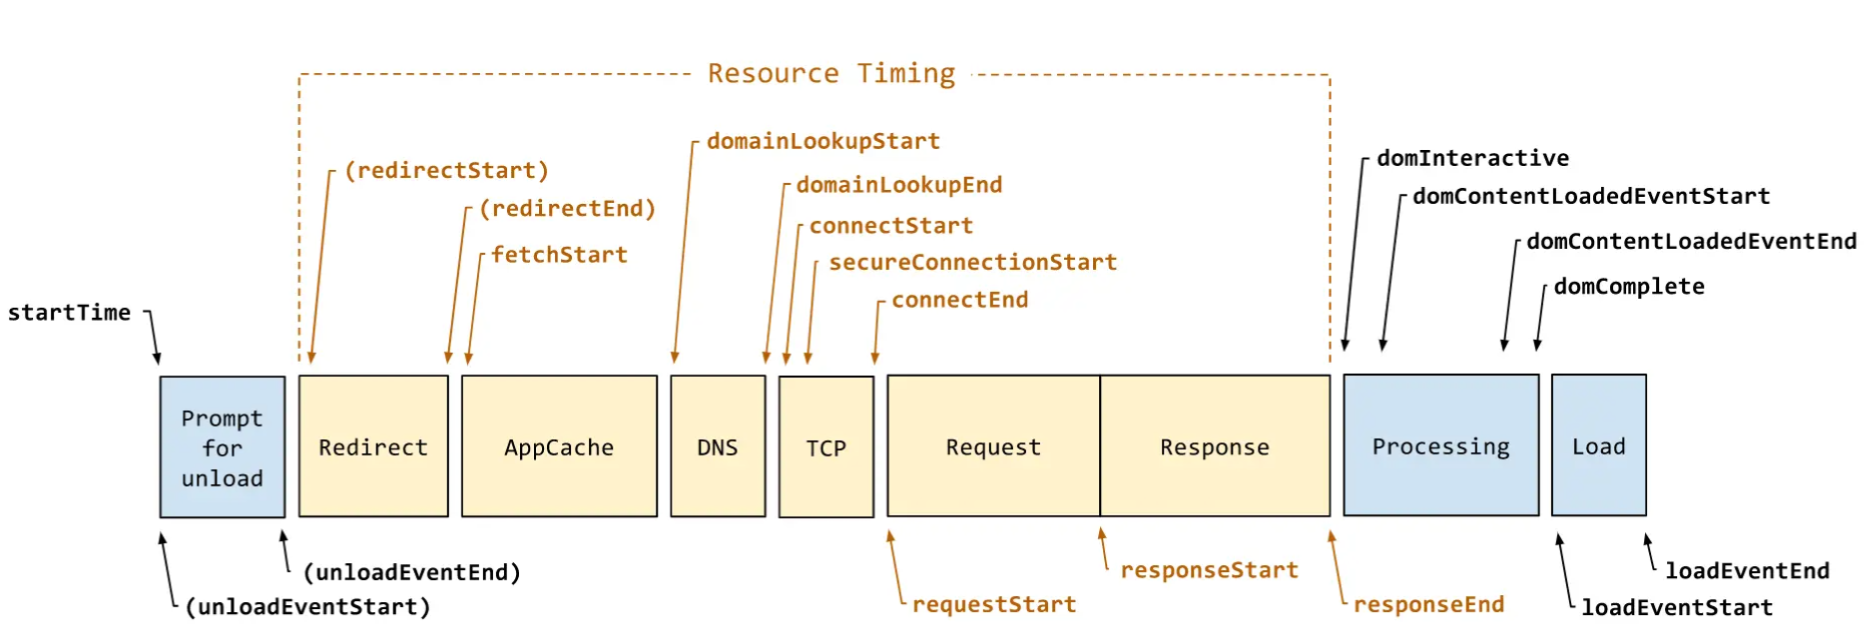 Resource Timing
domainLookupStart
(redirectStart)
domainLookupEnd
(redirectEnd)
connectStart
fetchStart
secureConnectionStart
connectEnd
domInteractive
domContentLoadedEventStart
domContentLoadedEventEnd
domComplete
startTime
Prompt
for
unload
Redirect
AppCache
DNS
TCP
Request
Response
Processing
Load
(unloadEventEnd)
(unloadEventStart)
responseStart
requestStart
responseEnd
loadEventEnd
loadEventStart